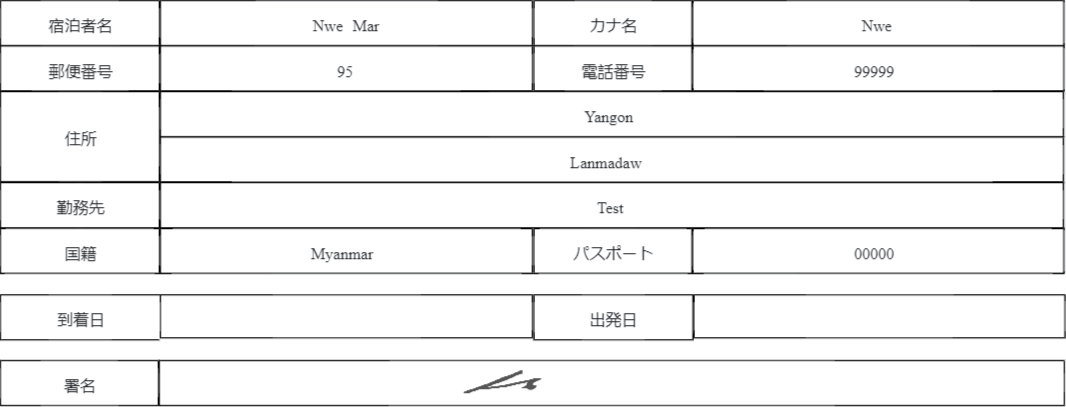 宿泊者名 Nwe Mar カナ名 Nwe
郵便番号 95 電話番号 99999
住所 Yangon
Lanmadaw
勤務先 Test
国籍 Myanmar パスポート 00000
到着日 出発日
署名